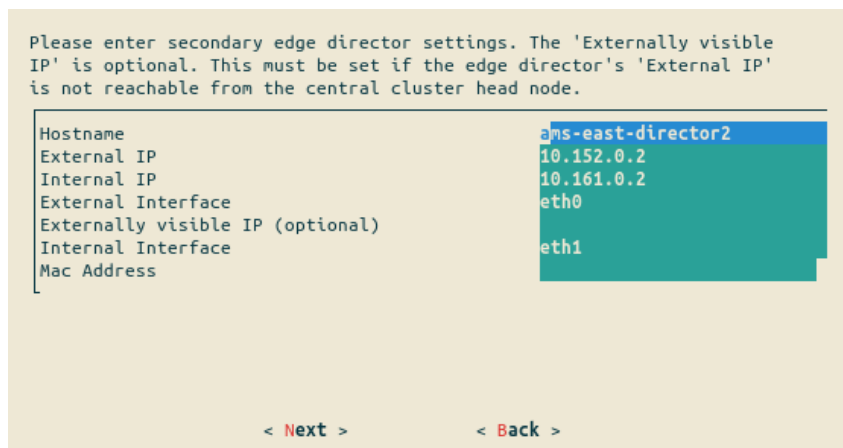 Please enter secondary edge director settings. The 'Externally visible
IP' is optional. This must be set if the edge director's 'External IP'
is not reachable from the central cluster head node.
Hostname ams-east-director2
External IP 10.152.0.2
Internal IP 10.161.0.2
External Interface eth0
Externally visible IP (optional)
Internal Interface eth1
Mac Address
< Next > < Back >